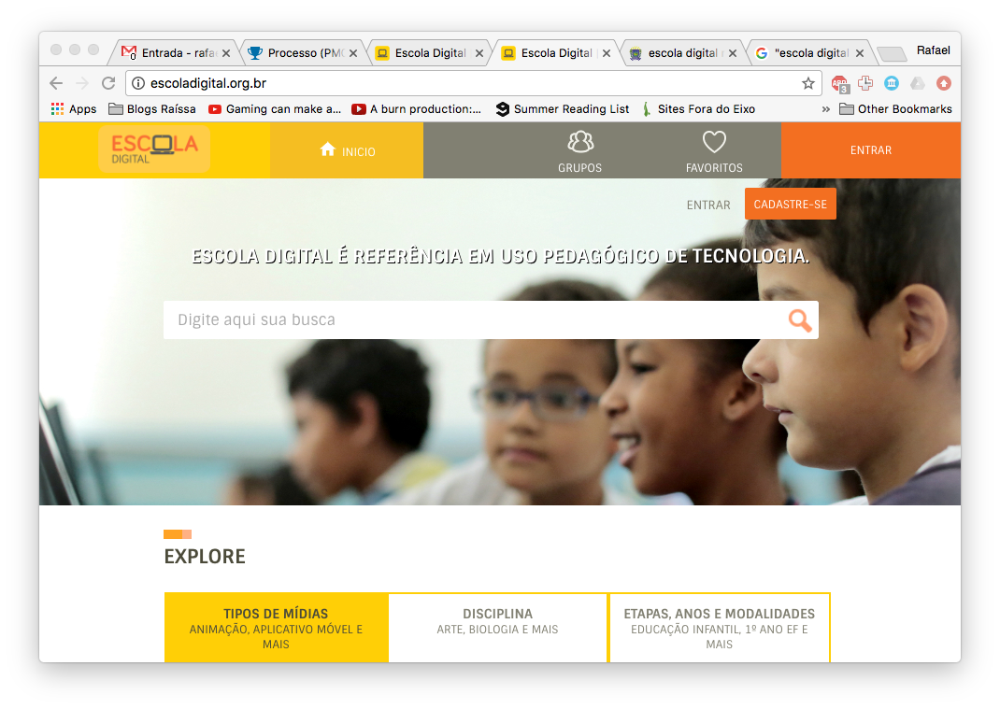 Entrada - rafa
Processo (PM
Escola Digital
Escola Digital
escola digital
"escola digital
Rafael
escoladigital.org.br
ABP
3
Apps
Blogs Raíssa
Gaming can make a...
A burn production:...
Summer Reading List
Sites Fora do Eixo
»
Other Bookmarks
ESCOLA
DIGITAL
INICIO
GRUPOS
FAVORITOS
ENTRAR
ENTRAR
CADASTRE-SE
ESCOLA DIGITAL É REFERÊNCIA EM USO PEDAGÓGICO DE TECNOLOGIA.
Digite aqui sua busca
EXPLORE
TIPOS DE MÍDIAS
ANIMAÇÃO, APLICATIVO MÓVEL E
MAIS
DISCIPLINA
ARTE, BIOLOGIA E MAIS
ETAPAS, ANOS E MODALIDADES
EDUCAÇÃO INFANTIL, 1º ANO EF E
MAIS